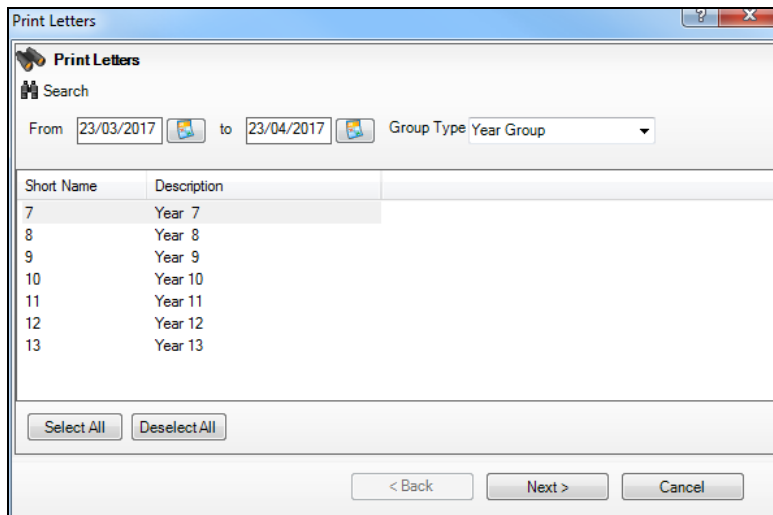 Print Letters
? X
Print Letters
Search
From 23/03/2017 to 23/04/2017 Group Type Year Group
Short Name Description
7 Year 7
8 Year 8
9 Year 9
10 Year 10
11 Year 11
12 Year 12
13 Year 13
Select All Deselect All
< Back Next > Cancel